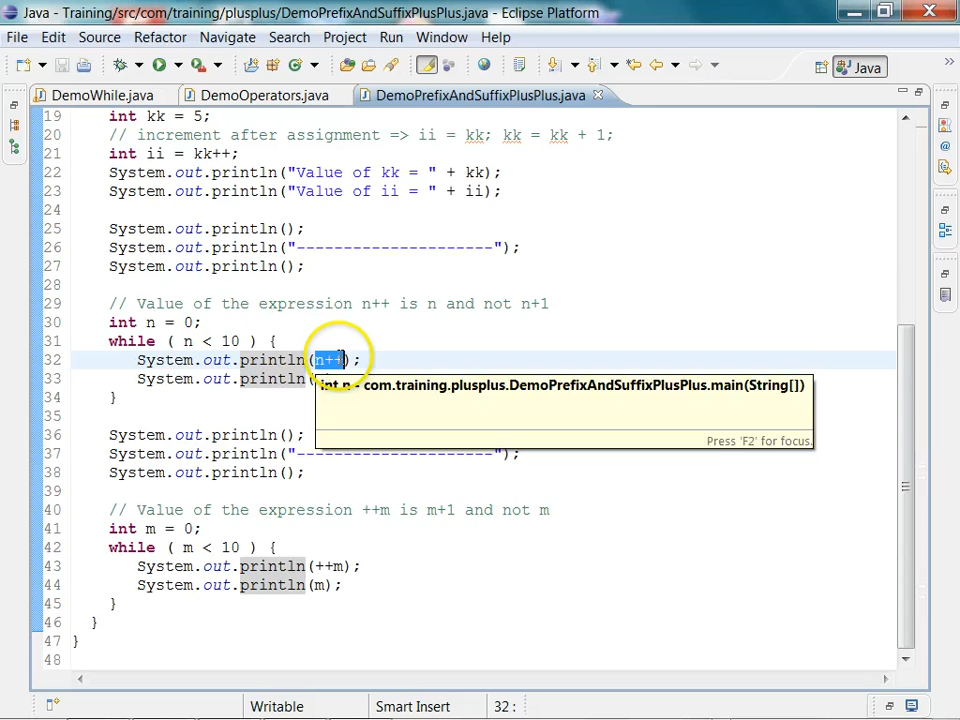 Java - Training/src/com/training/plusplus/DemoPrefixAndSuffixPlusPlus.java - Eclipse Platform
File Edit Source Refactor Navigate Search Project Run Window Help
Java
DemoWhile.java DemoOperators.java DemoPrefixAndSuffixPlusPlus.java
19 int kk = 5;
20 // increment after assignment => ii = kk; kk = kk + 1;
21 int ii = kk++;
22 System.out.println("Value of kk = " + kk);
23 System.out.println("Value of ii = " + ii);
24
25 System.out.println();
26 System.out.println("---------------------");
27 System.out.println();
28
29 // Value of the expression n++ is n and not n+1
30 int n = 0;
31 while ( n < 10 ) {
32 System.out.println(n++);
33 System.out.println(
34 }
35
36 System.out.println();
37 System.out.println("---------------------");
38 System.out.println();
39
40 // Value of the expression ++m is m+1 and not m
41 int m = 0;
42 while ( m < 10 ) {
43 System.out.println(++m);
44 System.out.println(m);
45 }
46 }
47 }
48
int n - com.training.plusplus.DemoPrefixAndSuffixPlusPlus.main(String[])
Press 'F2' for focus.
Writable Smart Insert 32 :